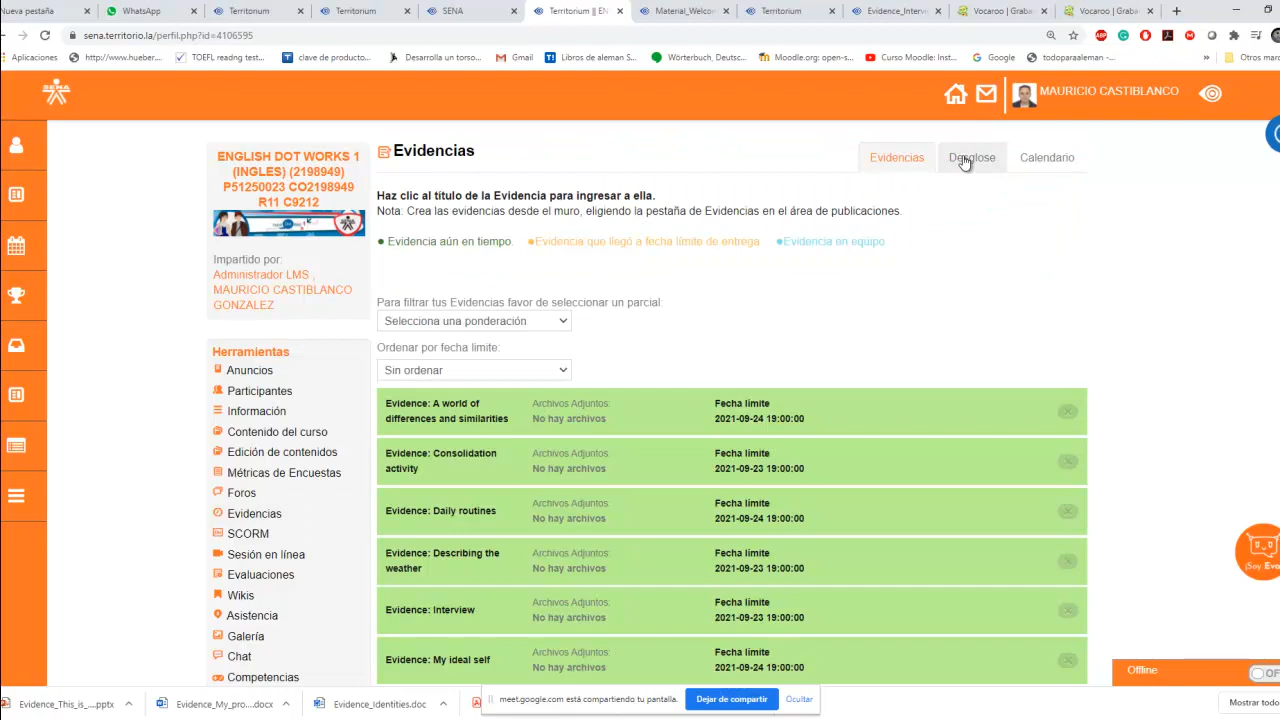 Nueva pestaña
WhatsApp
Territorium
Territorium
SENA
Territorium || EN
Material_Welcom
Territorium
Evidence_Interv
Vocaroo | Graba
Vocaroo | Graba
sena.territorio.la/perfil.php?id=4106595
Aplicaciones
http://www.hueber...
TOEFL readng test...
clave de producto...
Desarrolla un torso...
Gmail
Libros de aleman S...
Wörterbuch, Deutsc...
Moodle.org: open-s...
Curso Moodle: Inst...
Google
todoparaaleman -...
»
Otros mar
SENA
MAURICIO CASTIBLANCO
ENGLISH DOT WORKS 1
(INGLES) (2198949)
P51250023 CO2198949
R11 C9212
Impartido por:
Administrador LMS ,
MAURICIO CASTIBLANCO
GONZALEZ
Herramientas
Anuncios
Participantes
Información
Contenido del curso
Edición de contenidos
Métricas de Encuestas
Foros
Evidencias
SCORM
Sesión en línea
Evaluaciones
Wikis
Asistencia
Galería
Chat
Competencias
Evidencias
Evidencias
Desglose
Calendario
Haz clic al título de la Evidencia para ingresar a ella.
Nota: Crea las evidencias desde el muro, eligiendo la pestaña de Evidencias en el área de publicaciones.
Evidencia aún en tiempo.
Evidencia que llegó a fecha límite de entrega
Evidencia en equipo
Para filtrar tus Evidencias favor de seleccionar un parcial:
Selecciona una ponderación
Ordenar por fecha limite:
Sin ordenar
Evidence: A world of
differences and similarities
Archivos Adjuntos:
No hay archivos
Fecha límite
2021-09-24 19:00:00
Evidence: Consolidation
activity
Archivos Adjuntos:
No hay archivos
Fecha límite
2021-09-23 19:00:00
Evidence: Daily routines
Archivos Adjuntos:
No hay archivos
Fecha límite
2021-09-24 19:00:00
Evidence: Describing the
weather
Archivos Adjuntos:
No hay archivos
Fecha límite
2021-09-23 19:00:00
Evidence: Interview
Archivos Adjuntos:
No hay archivos
Fecha límite
2021-09-23 19:00:00
Evidence: My ideal self
Archivos Adjuntos:
No hay archivos
Fecha límite
2021-09-24 19:00:00
¡Soy Eva
Offline
OF
Evidence_This_is_....pptx
Evidence_My_pro....docx
Evidence_Identities.doc
meet.google.com está compartiendo tu pantalla.
Dejar de compartir
Ocultar
Mostrar todo